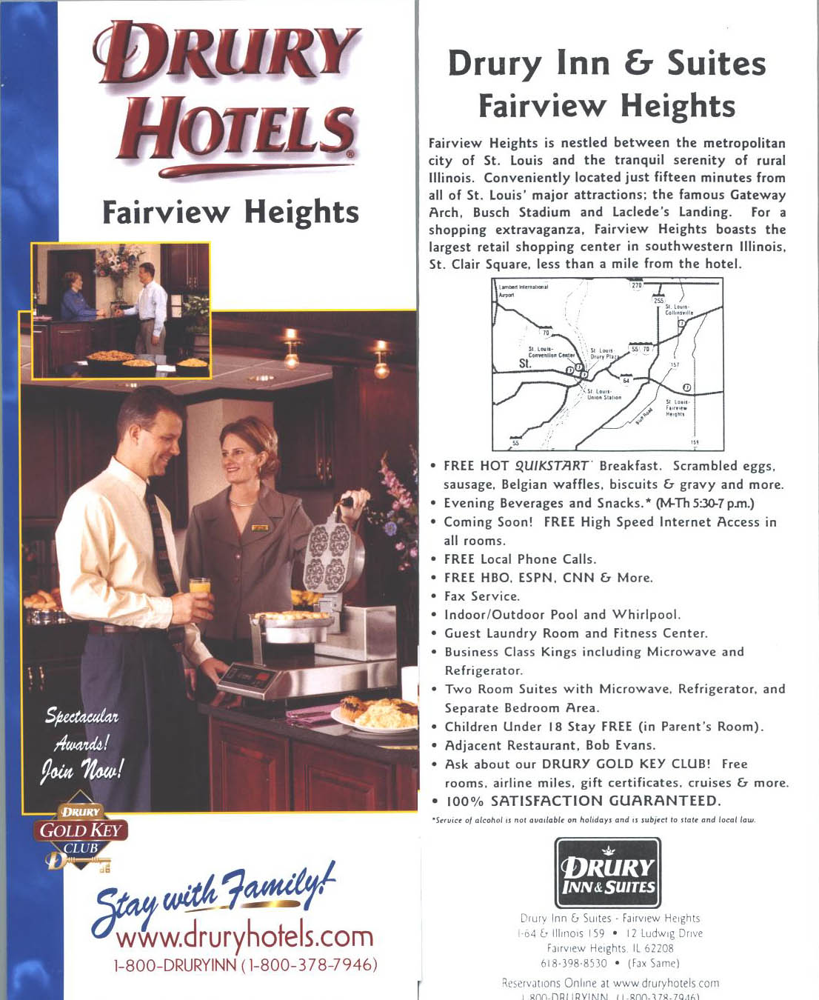 DRURY
HOTELS®
Fairview Heights
Spectacular
Awards!
Join Now!
DRURY
GOLD KEY
CLUB
Stay with Family!
www.druryhotels.com
1-800-DRURYINN (1-800-378-7946)
Drury Inn & Suites
Fairview Heights
Fairview Heights is nestled between the metropolitan
city of St. Louis and the tranquil serenity of rural
Illinois. Conveniently located just fifteen minutes from
all of St. Louis' major attractions; the famous Gateway
Arch, Busch Stadium and Laclede's Landing. For a
shopping extravaganza, Fairview Heights boasts the
largest retail shopping center in southwestern Illinois,
St. Clair Square, less than a mile from the hotel.
Lambert International
Airport
270
255
St. Louis-
Collinsville
70
St. Louis-
Convention Center
St. Louis
Drury Plaza
55 70
St.
157
64
St. Louis-
Union Station
St. Louis-
Fairview
Heights
Bluff Road
55
159
• FREE HOT QUIKSTART Breakfast. Scrambled eggs,
sausage, Belgian waffles, biscuits & gravy and more.
• Evening Beverages and Snacks.* (M-Th 5:30-7 p.m.)
• Coming Soon! FREE High Speed Internet Access in
all rooms.
• FREE Local Phone Calls.
• FREE HBO, ESPN, CNN & More.
• Fax Service.
• Indoor/Outdoor Pool and Whirlpool.
• Guest Laundry Room and Fitness Center.
• Business Class Kings including Microwave and
Refrigerator.
• Two Room Suites with Microwave, Refrigerator, and
Separate Bedroom Area.
• Children Under 18 Stay FREE (in Parent's Room).
• Adjacent Restaurant, Bob Evans.
• Ask about our DRURY GOLD KEY CLUB! Free
rooms, airline miles, gift certificates, cruises & more.
• 100% SATISFACTION GUARANTEED.
*Service of alcohol is not available on holidays and is subject to state and local law.
DRURY
INN & SUITES
Drury Inn & Suites - Fairview Heights
I-64 & Illinois 159 • 12 Ludwig Drive
Fairview Heights, IL 62208
618-398-8530 • (Fax Same)
Reservations Online at www.druryhotels.com
1-800-DRURYINN (1-800-378-7946)